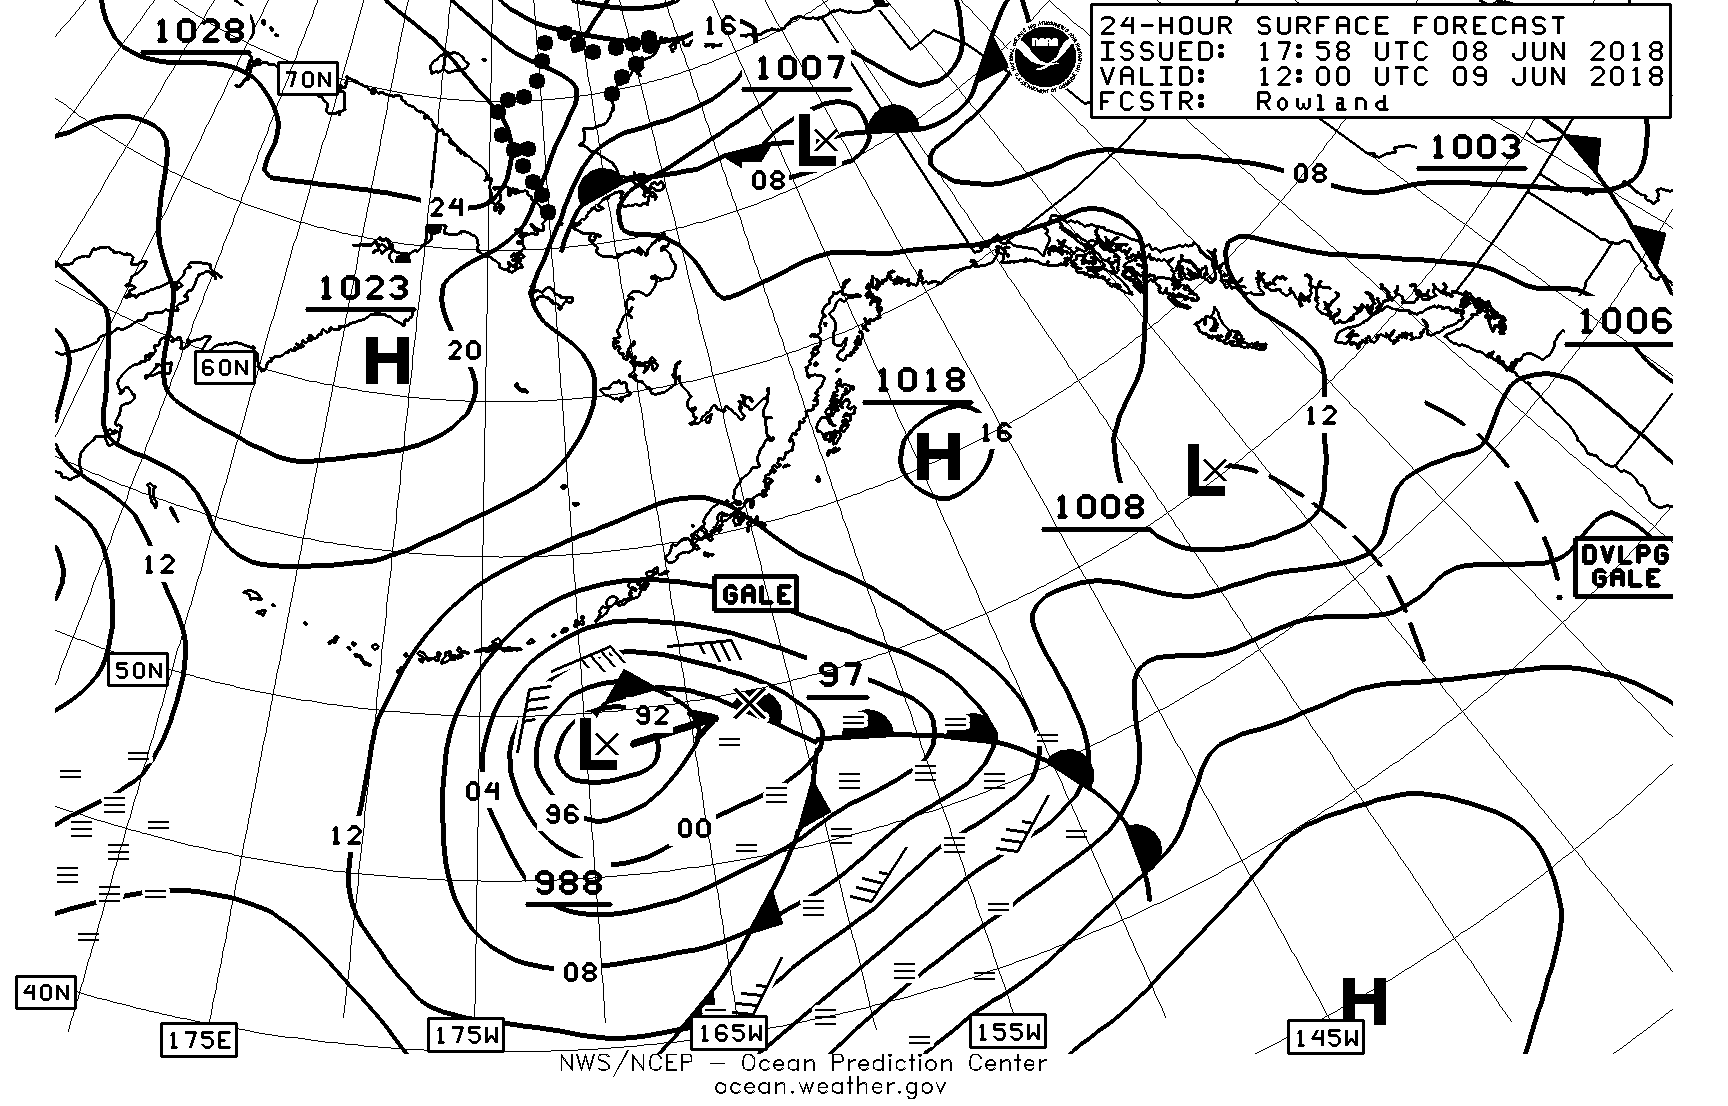 1028
16
70N
1007
24-HOUR SURFACE FORECAST
ISSUED: 17:58 UTC 08 JUN 2018
VALID: 12:00 UTC 09 JUN 2018
FCSTR: Rowland
L
1003
08
08
24
1023
1006
20
H
60N
1018
16
H
12
L
1008
12
DVLPG
GALE
GALE
50N
97
92
L
04
96
00
12
988
08
40N
H
175E
175W
165W
155W
145W
NWS/NCEP – Ocean Prediction Center
ocean.weather.gov